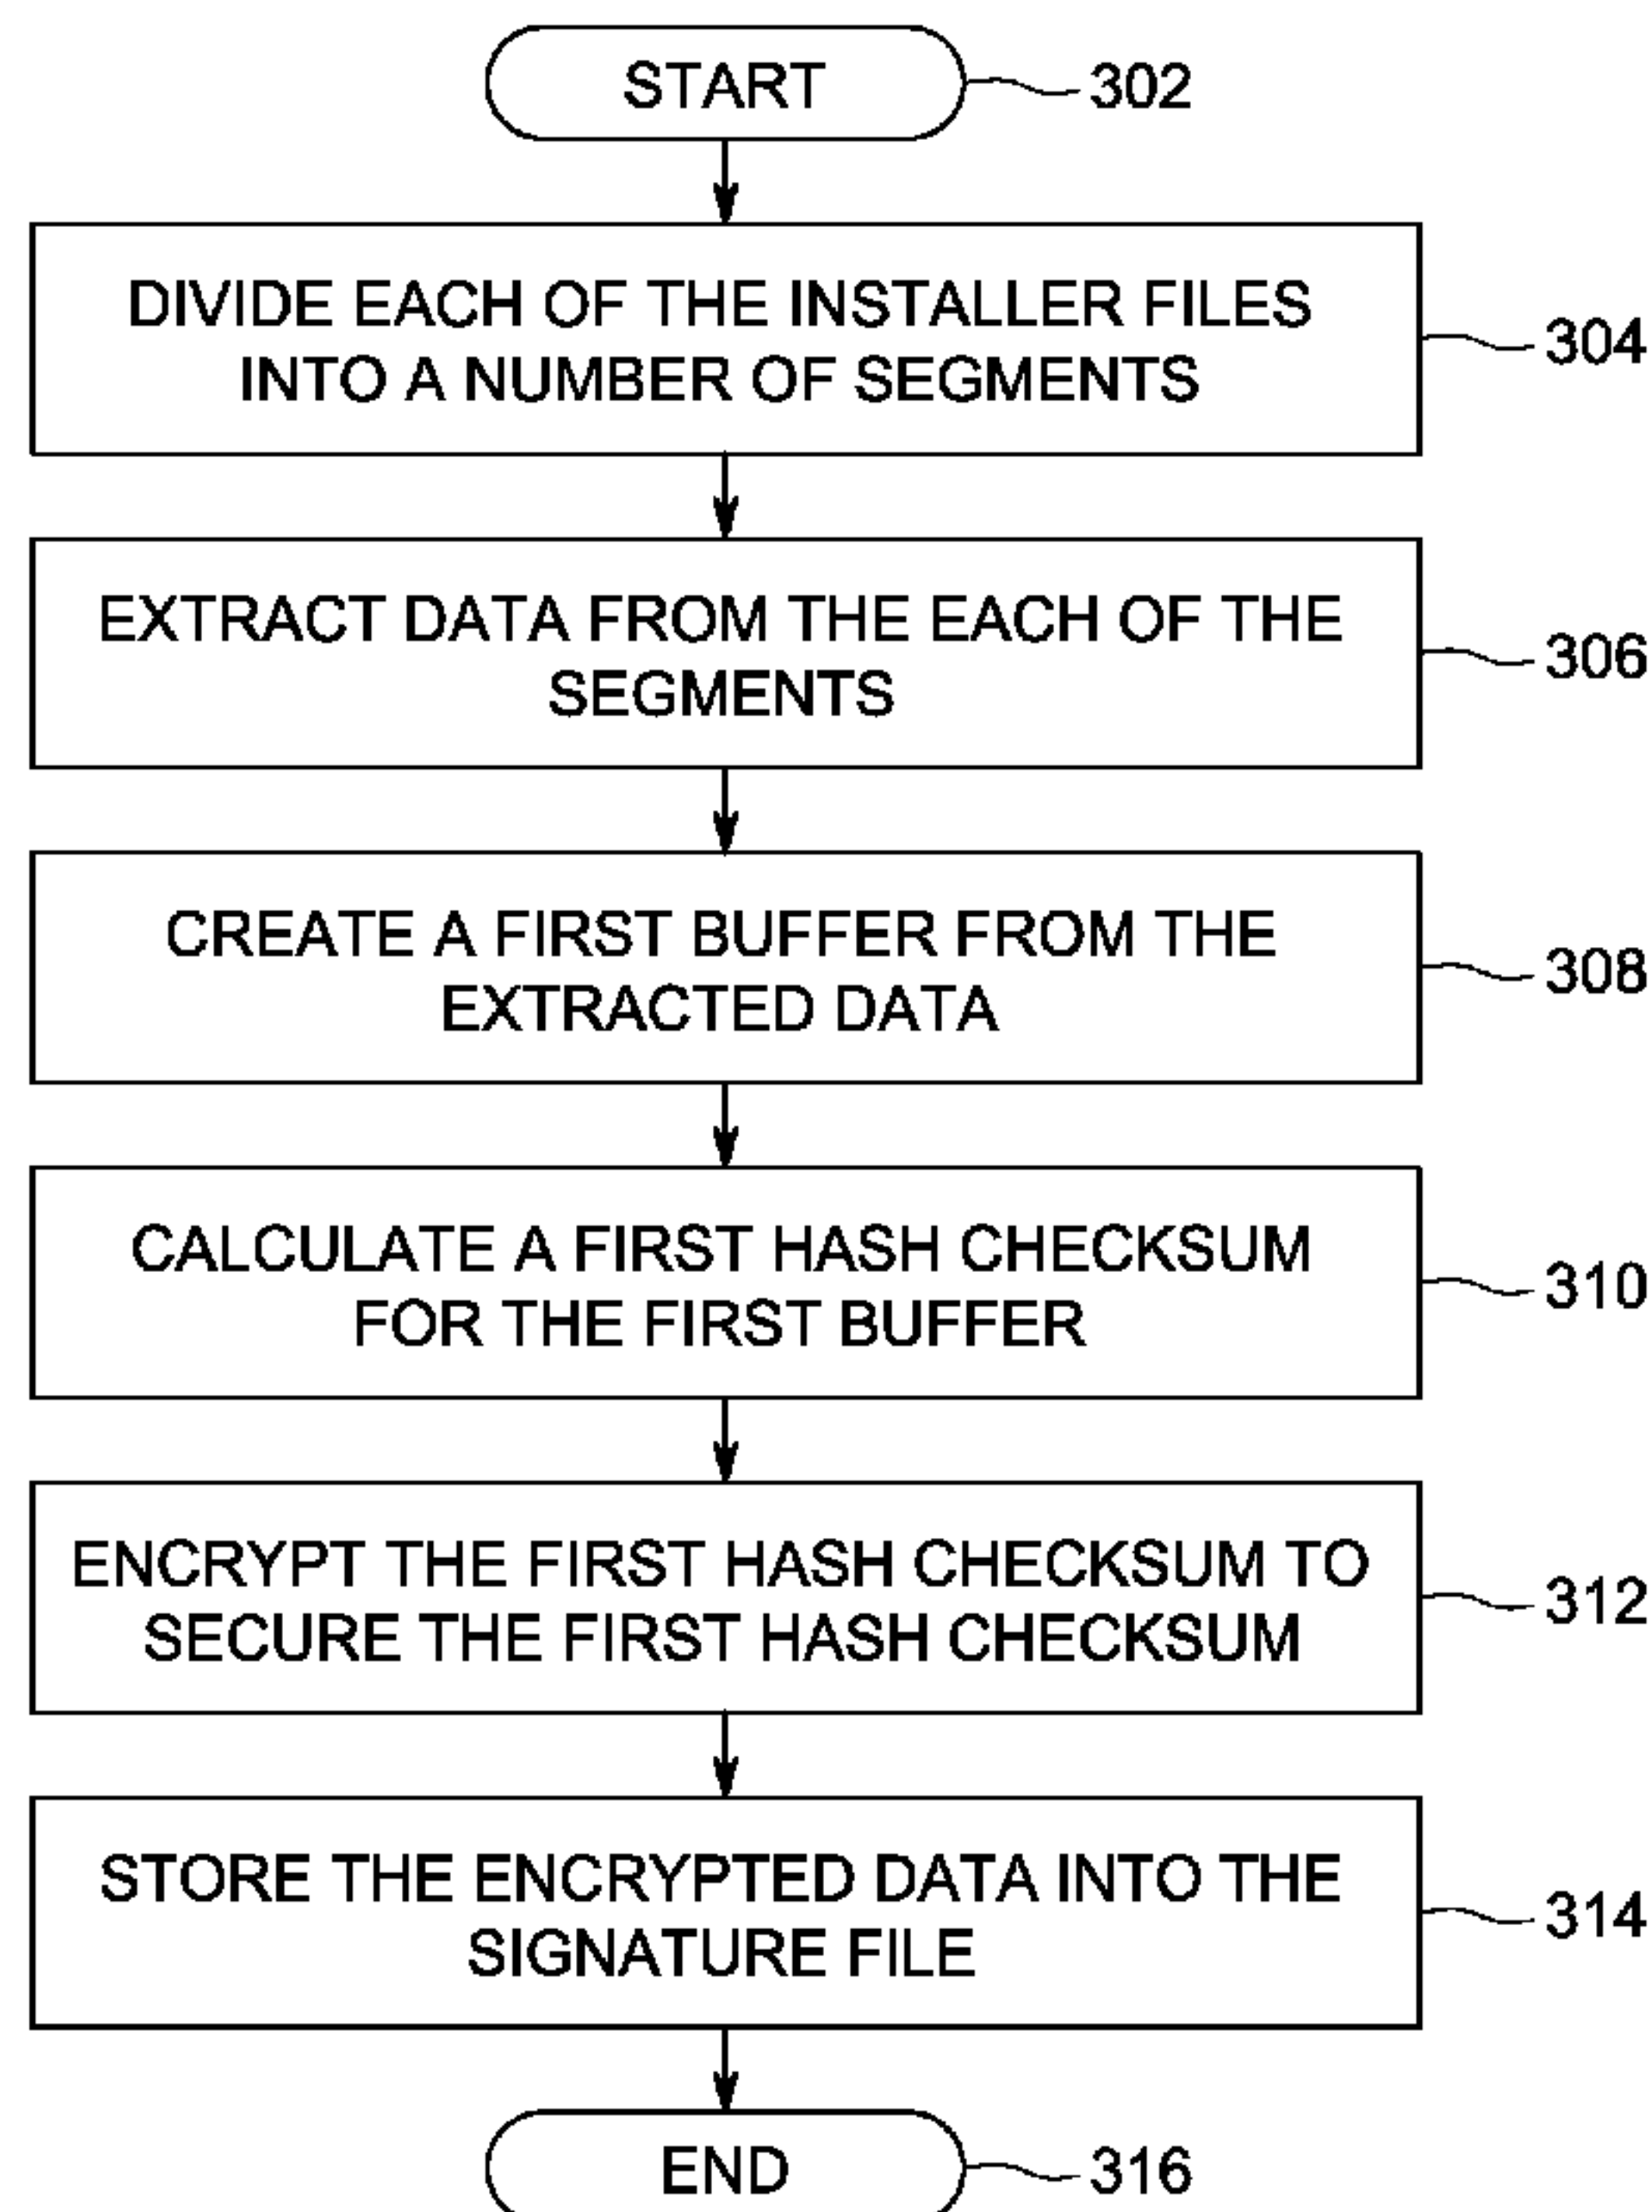 START
302
DIVIDE EACH OF THE INSTALLER FILES
INTO A NUMBER OF SEGMENTS
304
EXTRACT DATA FROM THE EACH OF THE
SEGMENTS
306
CREATE A FIRST BUFFER FROM THE
EXTRACTED DATA
308
CALCULATE A FIRST HASH CHECKSUM
FOR THE FIRST BUFFER
310
ENCRYPT THE FIRST HASH CHECKSUM TO
SECURE THE FIRST HASH CHECKSUM
312
STORE THE ENCRYPTED DATA INTO THE
SIGNATURE FILE
314
END
316